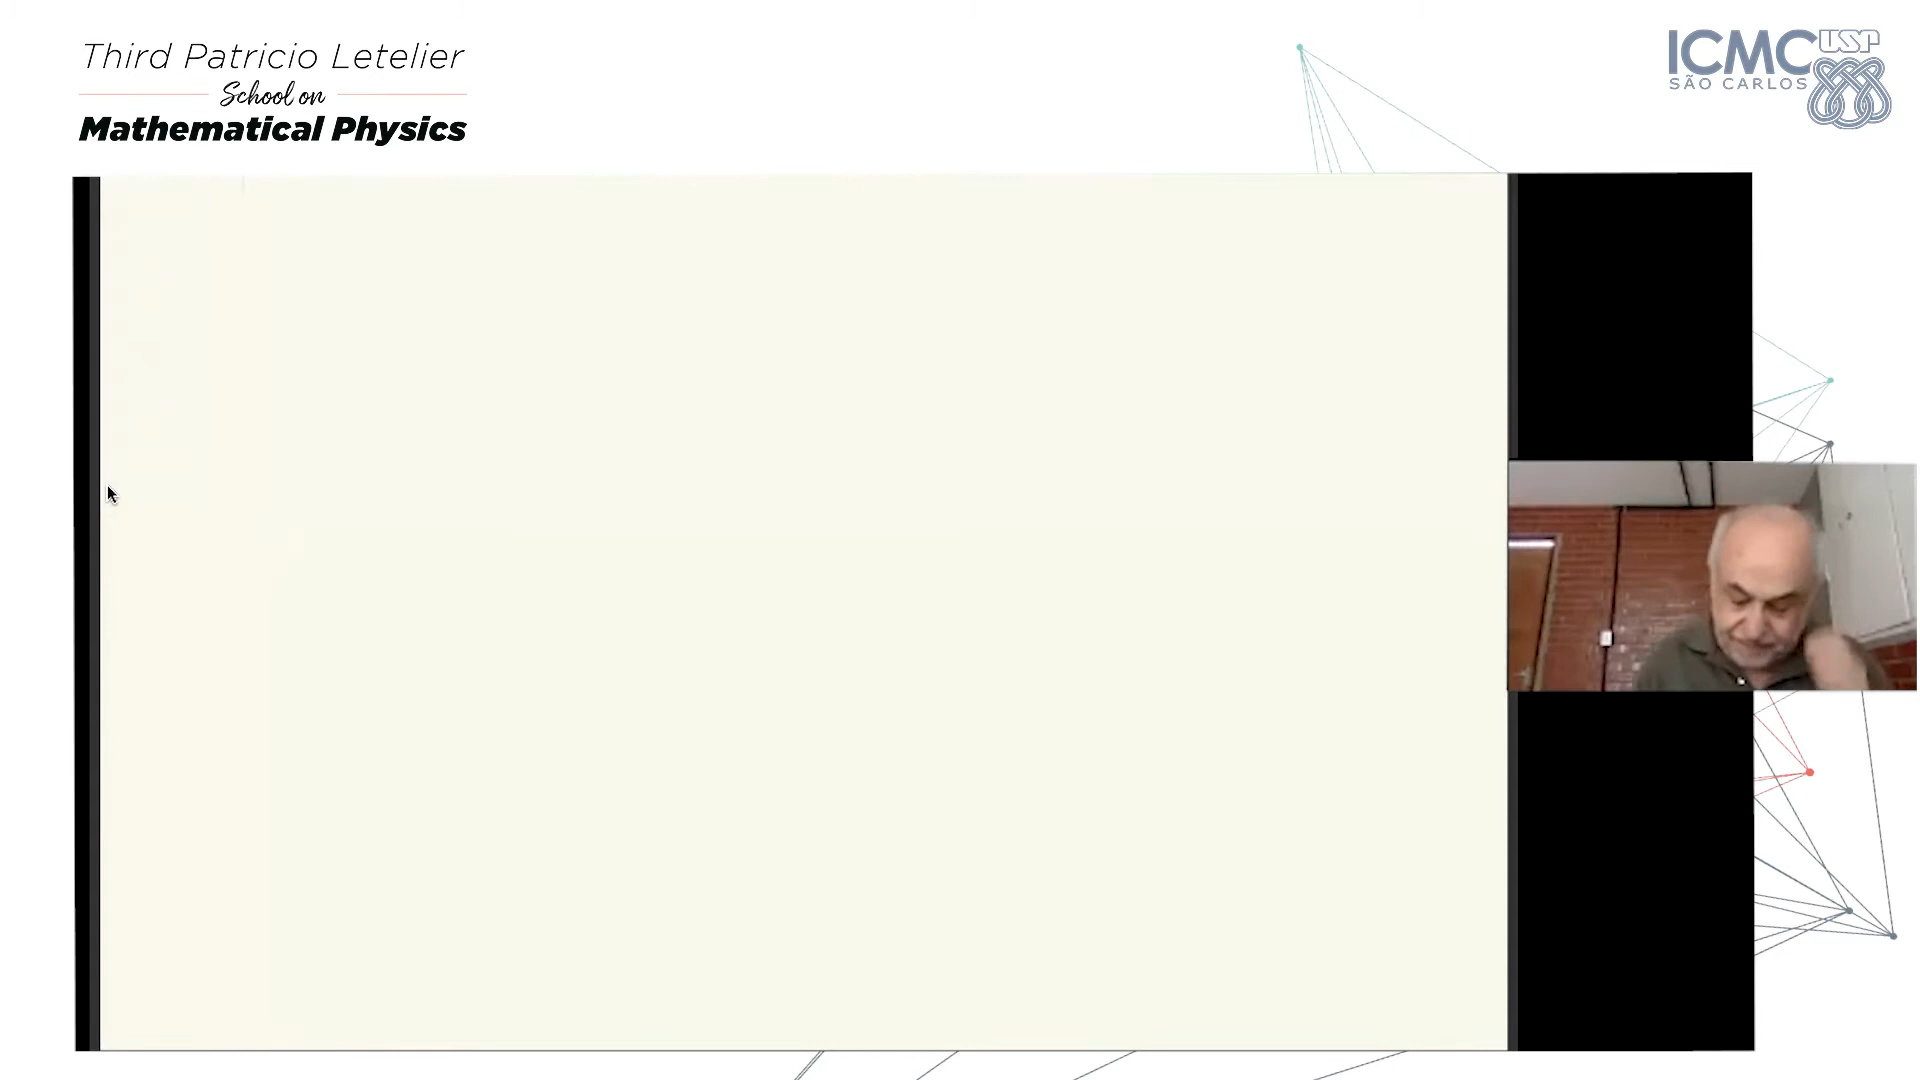 Third Patricio Letelier
School on
Mathematical Physics
ICMC USP
SÃO CARLOS